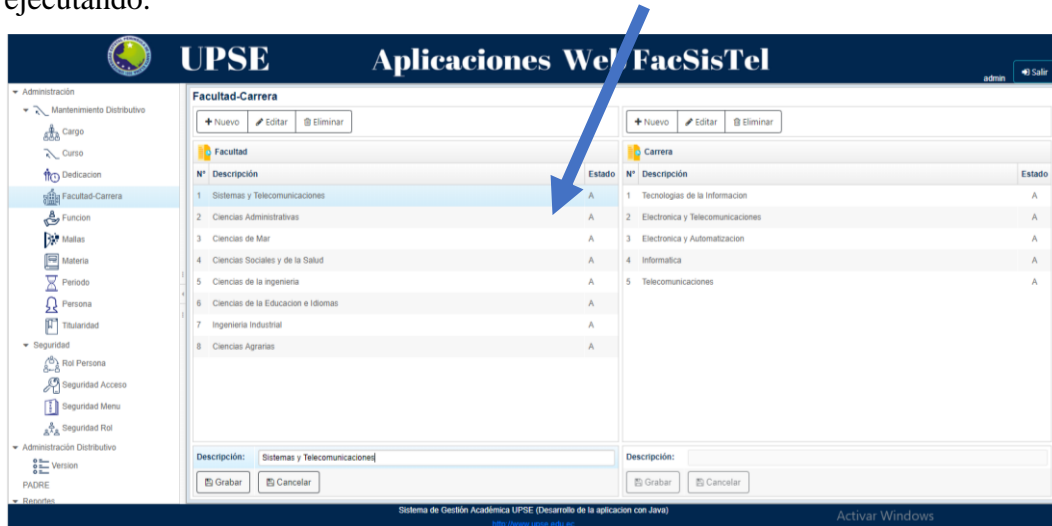 ejecutando.
UPSE Aplicaciones Web FacSisTel
admin Salir
Administración
Mantenimiento Distributivo
Cargo
Curso
Dedicacion
Facultad-Carrera
Funcion
Mallas
Materia
Periodo
Persona
Titularidad
Seguridad
Rol Persona
Seguridad Acceso
Seguridad Menu
Seguridad Rol
Administración Distributivo
Version
PADRE
Reportes
Facultad-Carrera
Nuevo Editar Eliminar
Facultad
N° Descripción Estado
1 Sistemas y Telecomunicaciones A
2 Ciencias Administrativas A
3 Ciencias de Mar A
4 Ciencias Sociales y de la Salud A
5 Ciencias de la ingenieria A
6 Ciencias de la Educacion e Idiomas A
7 Ingenieria Industrial A
8 Ciencias Agrarias A
Descripción: Sistemas y Telecomunicaciones
Grabar Cancelar
Nuevo Editar Eliminar
Carrera
N° Descripción Estado
1 Tecnologias de la Informacion A
2 Electronica y Telecomunicaciones A
3 Electronica y Automatizacion A
4 Informatica A
5 Telecomunicaciones A
Descripción:
Grabar Cancelar
Sistema de Gestión Académica UPSE (Desarrollo de la aplicacion con Java)
http://www.upse.edu.ec
Activar Windows